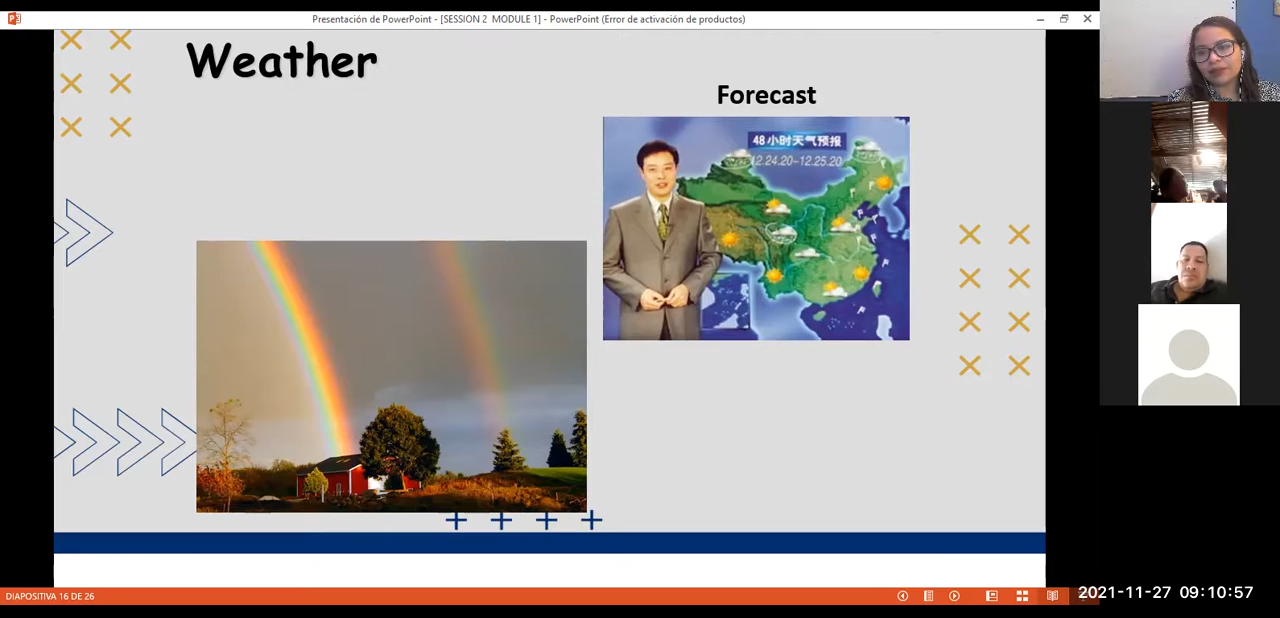 Presentación de PowerPoint - [SESSION 2 MODULE 1] - PowerPoint (Error de activación de productos)
Weather
Forecast
48小时天气预报
12.24.20-12.25.20
DIAPOSITIVA 16 DE 26
2021-11-27 09:10:57